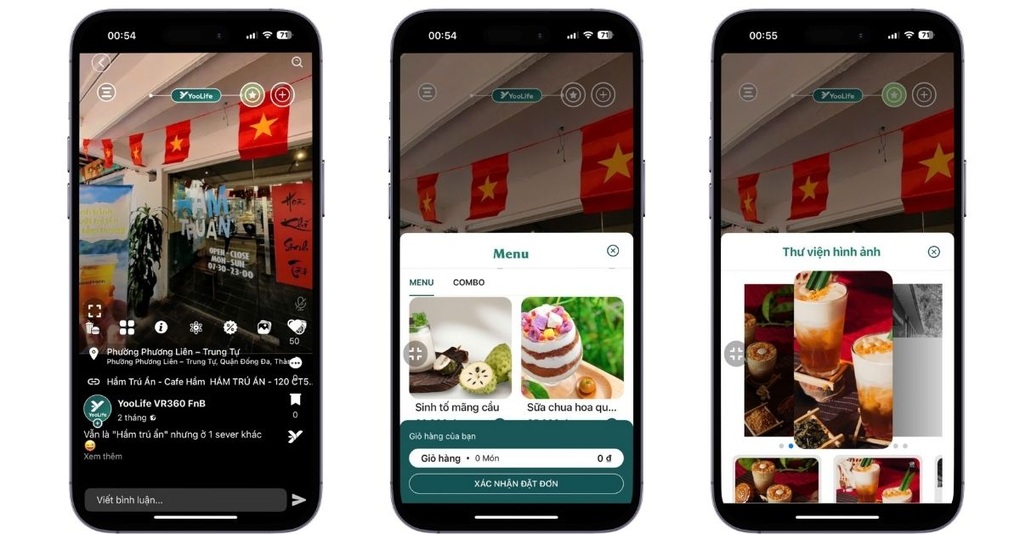 00:54
71
YooLife
HẦM
TRÚ ẨN
OPEN - CLOSE
MON - SUN
07:30-23:00
50
Phường Phương Liên – Trung Tự
Phường Phương Liên – Trung Tự, Quận Đống Đa, Thàn
Hầm Trú Ẩn - Cafe Hầm HẦM TRÚ ẨN - 120 CT5..
0
YooLife
YooLife VR360 FnB
2 tháng
0
Vẫn là "Hầm trú ẩn" nhưng ở 1 sever khác
Xem thêm
Viết bình luận...
00:54
71
YooLife
Menu
MENU
COMBO
Sinh tố mãng cầu
Sữa chua hoa qu...
Giỏ hàng của bạn
Giỏ hàng • 0 Món
0 đ
XÁC NHẬN ĐẶT ĐƠN
00:55
71
YooLife
Thư viện hình ảnh